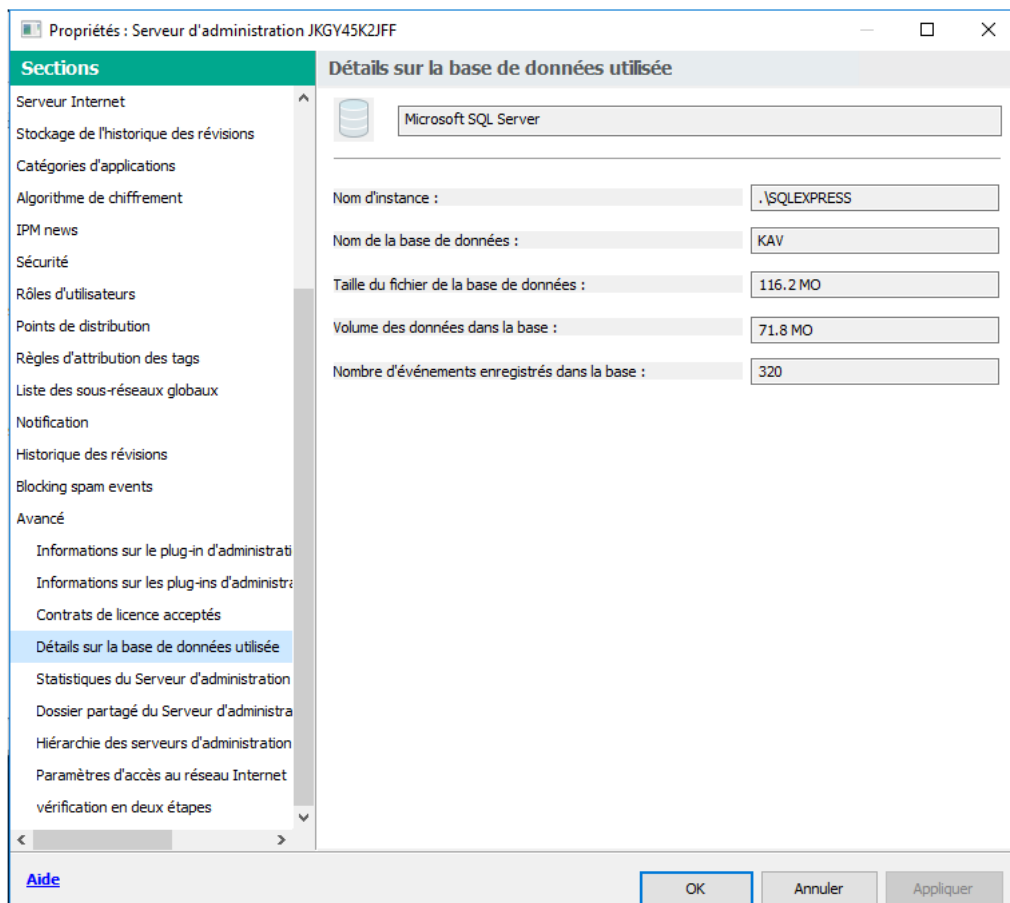 Propriétés : Serveur d'administration JKGY45K2JFF
Sections
Serveur Internet
Stockage de l'historique des révisions
Catégories d'applications
Algorithme de chiffrement
IPM news
Sécurité
Rôles d'utilisateurs
Points de distribution
Règles d'attribution des tags
Liste des sous-réseaux globaux
Notification
Historique des révisions
Blocking spam events
Avancé
Informations sur le plug-in d'administrati
Informations sur les plug-ins d'administra
Contrats de licence acceptés
Détails sur la base de données utilisée
Statistiques du Serveur d'administration
Dossier partagé du Serveur d'administra
Hiérarchie des serveurs d'administration
Paramètres d'accès au réseau Internet
vérification en deux étapes
Détails sur la base de données utilisée
Microsoft SQL Server
Nom d'instance : .\SQLEXPRESS
Nom de la base de données : KAV
Taille du fichier de la base de données : 116.2 MO
Volume des données dans la base : 71.8 MO
Nombre d'événements enregistrés dans la base : 320
Aide
OK Annuler Appliquer